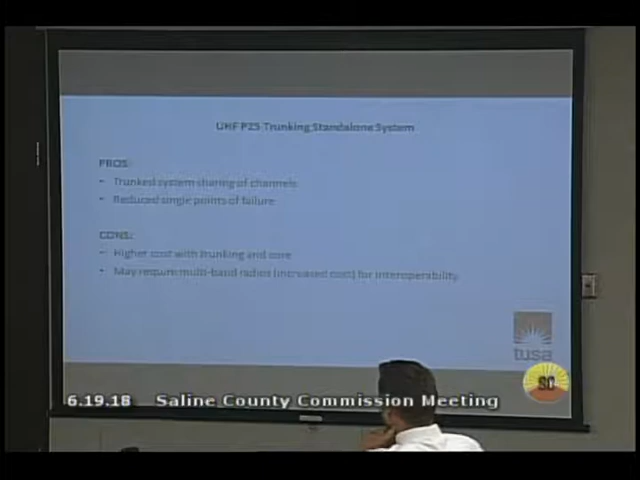 UHF P25 Trunking Standalone System
PROS:
- Trunked system sharing of channels
- Reduced single points of failure
CONS:
- Higher cost with trunking and core
- May require multi-band radios (increased cost) for interoperability
tusa
SC
6.19.18 Saline County Commission Meeting